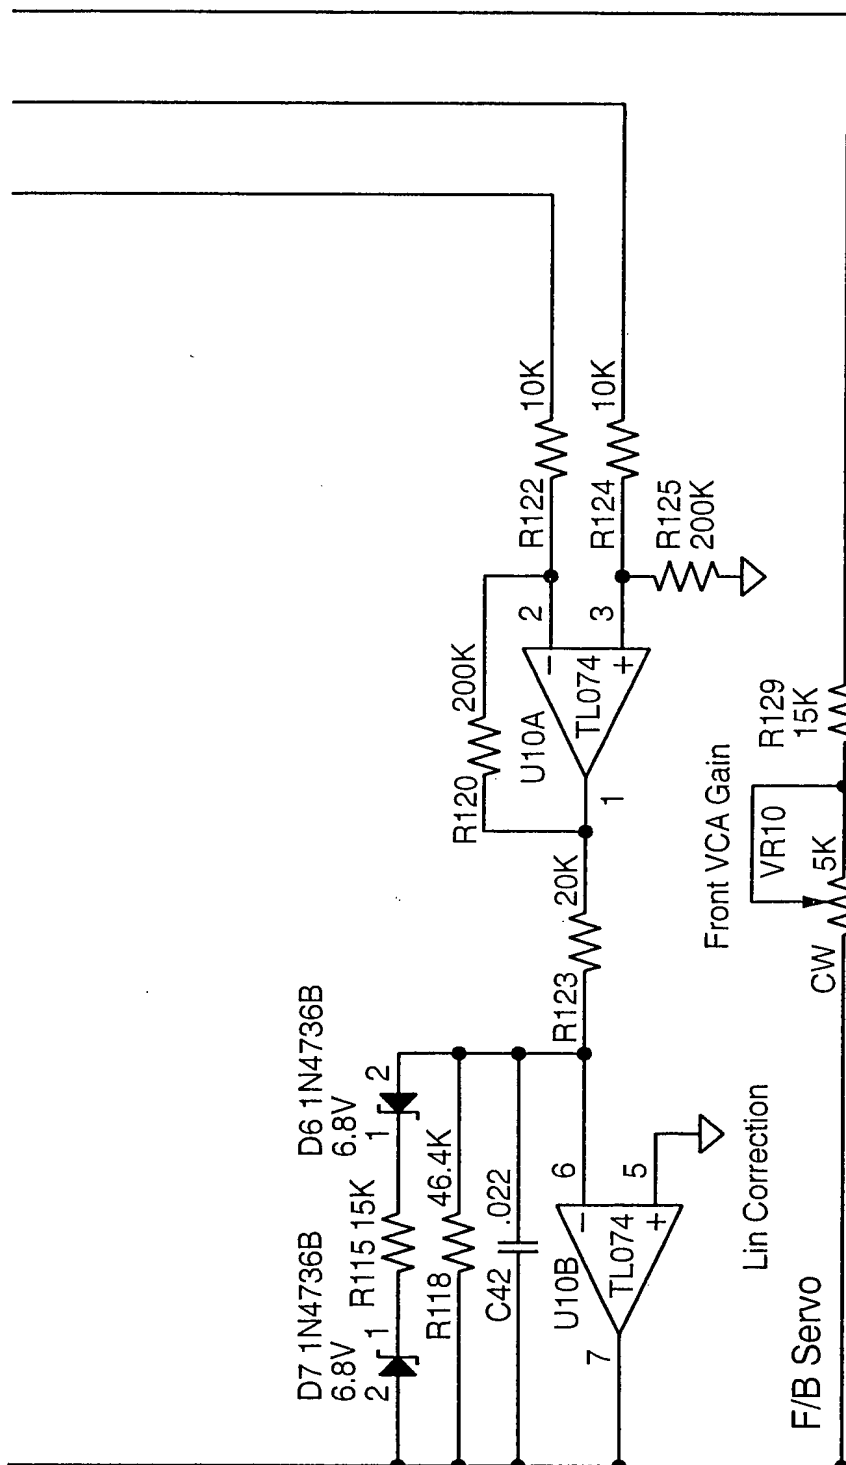 D7 1N4736B
6.8V
2
1
R115 15K
D6 1N4736B
6.8V
1
2
R118
46.4K
C42
.022
U10B
TL074
7
6
5
−
+
Lin Correction
F/B Servo
R123
20K
R120
200K
U10A
TL074
1
2
3
−
+
R122
10K
R124
10K
R125
200K
Front VCA Gain
VR10
CW
5K
R129
15K